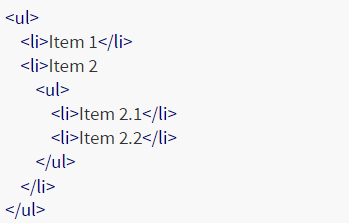 <ul>
    <li>Item 1</li>
    <li>Item 2
        <ul>
            <li>Item 2.1</li>
            <li>Item 2.2</li>
        </ul>
    </li>
</ul>